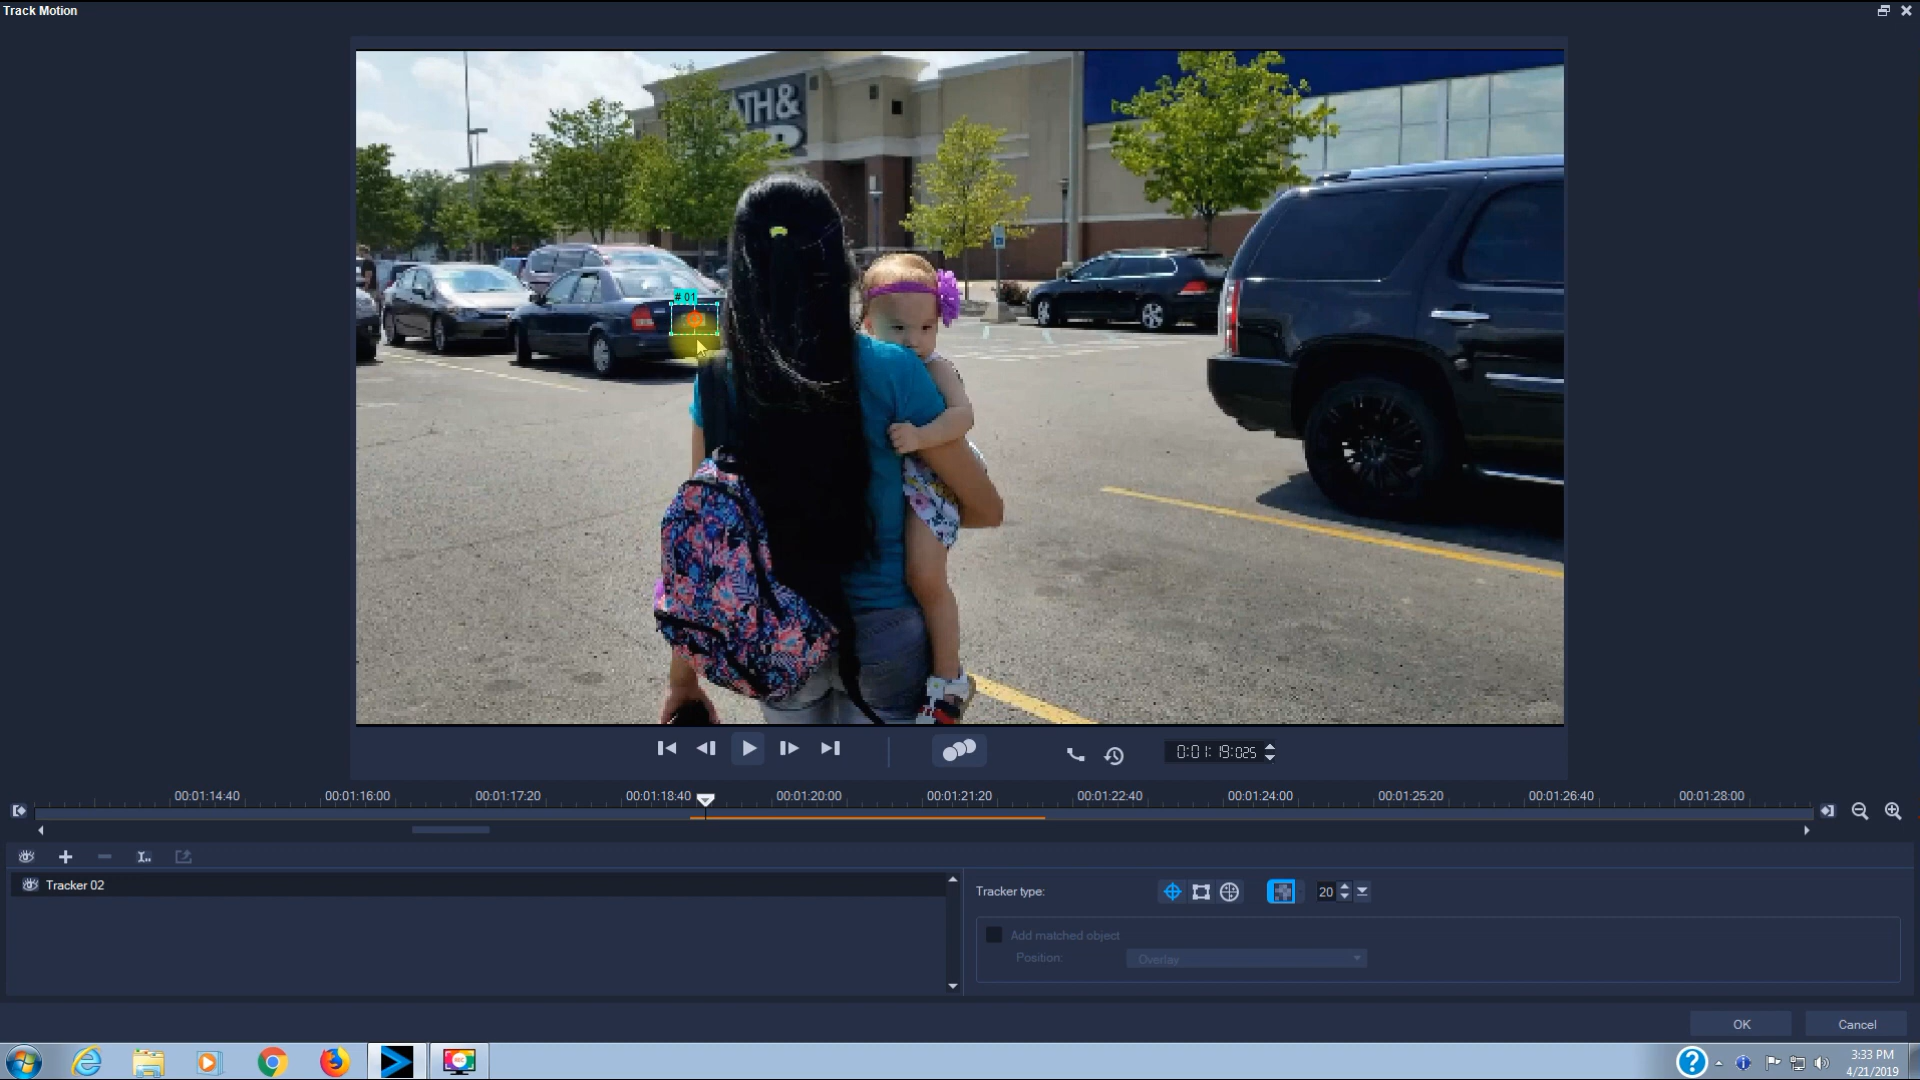 Track Motion
ATH &
# 01
0:01:19:025
00:01:14:40 00:01:16:00 00:01:17:20 00:01:18:40 00:01:20:00 00:01:21:20 00:01:22:40 00:01:24:00 00:01:25:20 00:01:26:40 00:01:28:00
Tracker 02
Tracker type:
20
Add matched object
Position:
Overlay
OK
Cancel
3:33 PM
4/21/2019